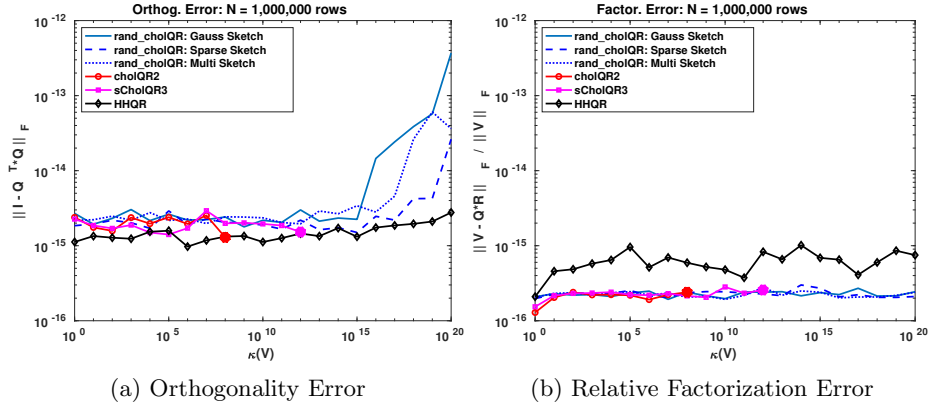 Orthog. Error: N = 1,000,000 rows
10 -12
10 -13
10 -14
10 -15
10 -16
|| I - Q T*Q || F
rand_cholQR: Gauss Sketch
rand_cholQR: Sparse Sketch
rand_cholQR: Multi Sketch
cholQR2
sCholQR3
HHQR
10 0 10 5 10 10 10 15 10 20
κ(V)
(a) Orthogonality Error
Factor. Error: N = 1,000,000 rows
10 -12
10 -13
10 -14
10 -15
10 -16
|| V - Q*R || F / || V || F
rand_cholQR: Gauss Sketch
rand_cholQR: Sparse Sketch
rand_cholQR: Multi Sketch
cholQR2
sCholQR3
HHQR
10 0 10 5 10 10 10 15 10 20
κ(V)
(b) Relative Factorization Error